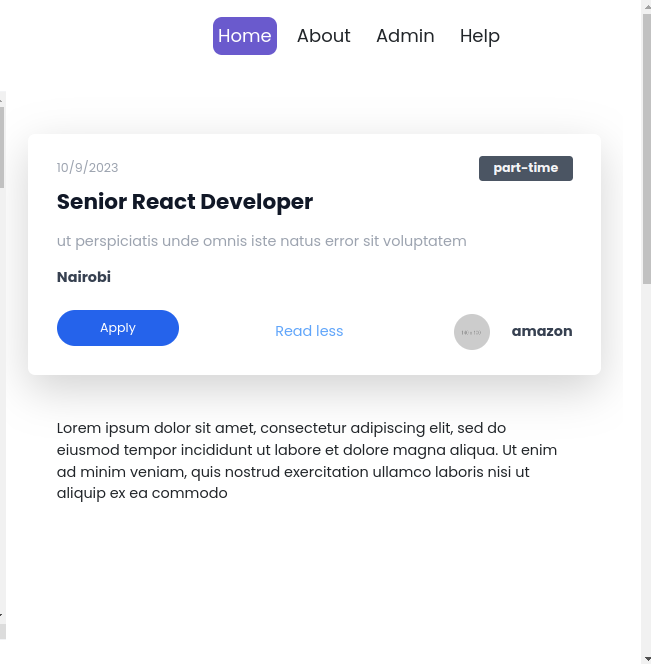 Home About Admin Help
10/9/2023
part-time
Senior React Developer
ut perspiciatis unde omnis iste natus error sit voluptatem
Nairobi
Apply
Read less
amazon
Lorem ipsum dolor sit amet, consectetur adipiscing elit, sed do
eiusmod tempor incididunt ut labore et dolore magna aliqua. Ut enim
ad minim veniam, quis nostrud exercitation ullamco laboris nisi ut
aliquip ex ea commodo